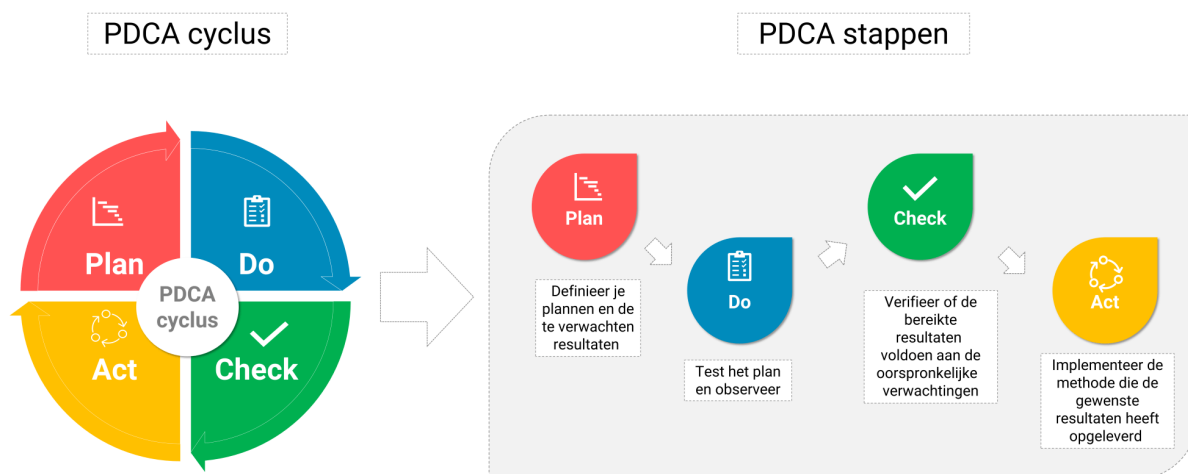 PDCA cyclus
PDCA stappen
Plan
Do
PDCA
cyclus
Act
Check
Plan
Definieer je
plannen en de
te verwachten
resultaten
Do
Test het plan
en observeer
Check
Verifieer of de
bereikte
resultaten
voldoen aan de
oorspronkelijke
verwachtingen
Act
Implementeer de
methode die de
gewenste
resultaten heeft
opgeleverd